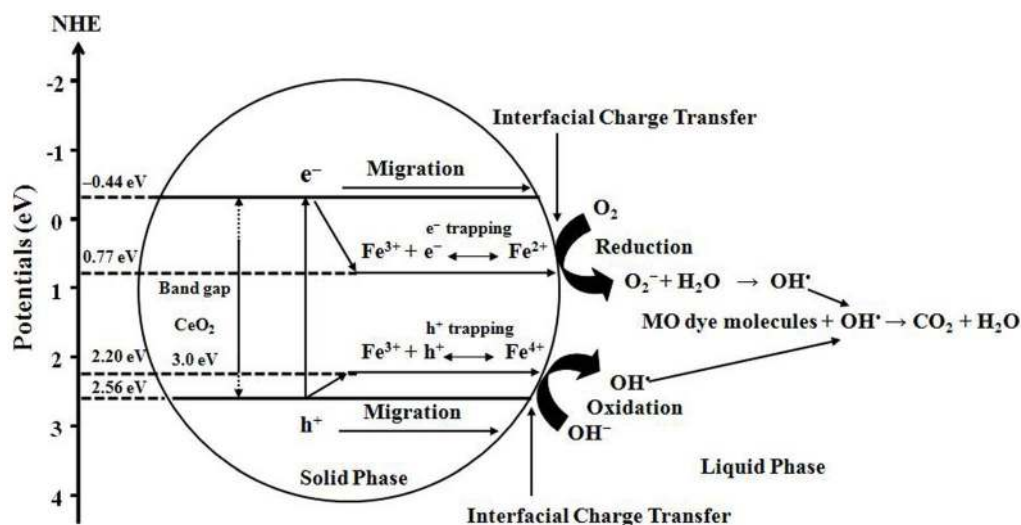 NHE
Potentials (eV)
-2
-1
0
1
2
3
4
–0.44 eV
0.77 eV
2.20 eV
2.56 eV
Interfacial Charge Transfer
Migration
e⁻
e⁻ trapping
Fe³⁺ + e⁻ ⟷ Fe²⁺
Band gap
CeO₂
3.0 eV
h⁺ trapping
Fe³⁺ + h⁺ ⟷ Fe⁴⁺
Migration
h⁺
Solid Phase
O₂
Reduction
O₂⁻ + H₂O → OH•
MO dye molecules + OH• → CO₂ + H₂O
OH•
Oxidation
OH⁻
Liquid Phase
Interfacial Charge Transfer